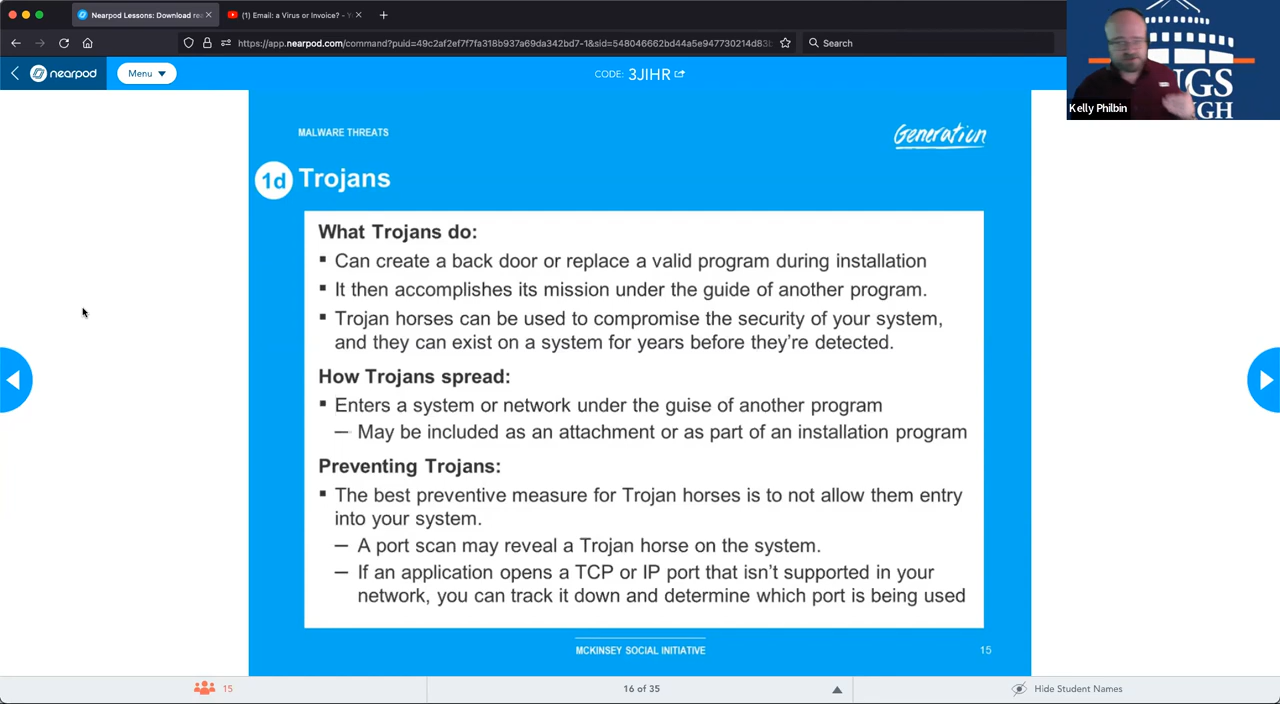 Nearpod Lessons: Download rea
(1) Email: a Virus or Invoice? - Y
https://app.nearpod.com/command?puid=49c2af2ef7f7fa318b937a69da342bd7-1&sid=548046662bd44a5e947730214d83b
Search
nearpod
Menu
CODE: 3JIHR
NGS
GH
Kelly Philbin
MALWARE THREATS
Generation
1d Trojans
What Trojans do:
▪ Can create a back door or replace a valid program during installation
▪ It then accomplishes its mission under the guide of another program.
▪ Trojan horses can be used to compromise the security of your system,
and they can exist on a system for years before they're detected.
How Trojans spread:
▪ Enters a system or network under the guise of another program
— May be included as an attachment or as part of an installation program
Preventing Trojans:
▪ The best preventive measure for Trojan horses is to not allow them entry
into your system.
— A port scan may reveal a Trojan horse on the system.
— If an application opens a TCP or IP port that isn't supported in your
network, you can track it down and determine which port is being used
MCKINSEY SOCIAL INITIATIVE
15
15
16 of 35
Hide Student Names